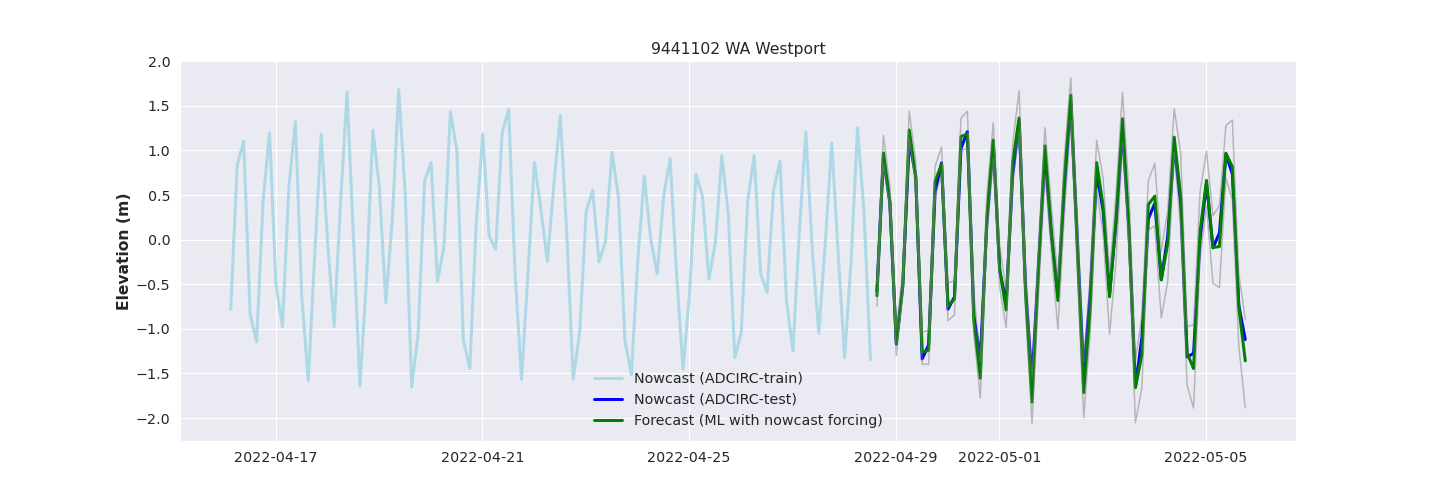 9441102 WA Westport
Elevation (m)
2.0
1.5
1.0
0.5
0.0
−0.5
−1.0
−1.5
−2.0
Nowcast (ADCIRC-train)
Nowcast (ADCIRC-test)
Forecast (ML with nowcast forcing)
2022-04-17 2022-04-21 2022-04-25 2022-04-29 2022-05-01 2022-05-05